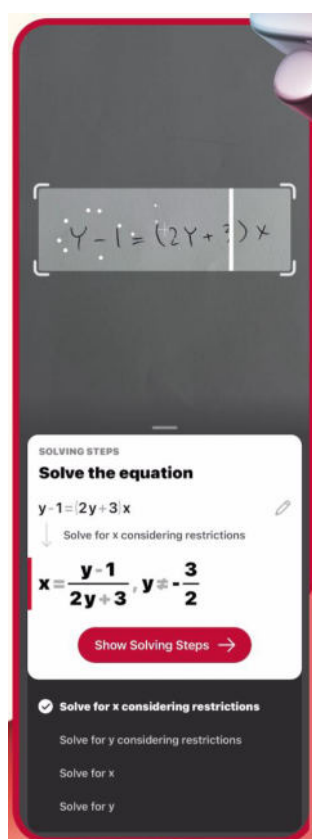 Y - 1 = (2Y + 3) x
SOLVING STEPS
Solve the equation
y-1=(2y+3)x
Solve for x considering restrictions
x = y-1 / 2y+3 , y ≠ - 3 / 2
Show Solving Steps →
Solve for x considering restrictions
Solve for y considering restrictions
Solve for x
Solve for y